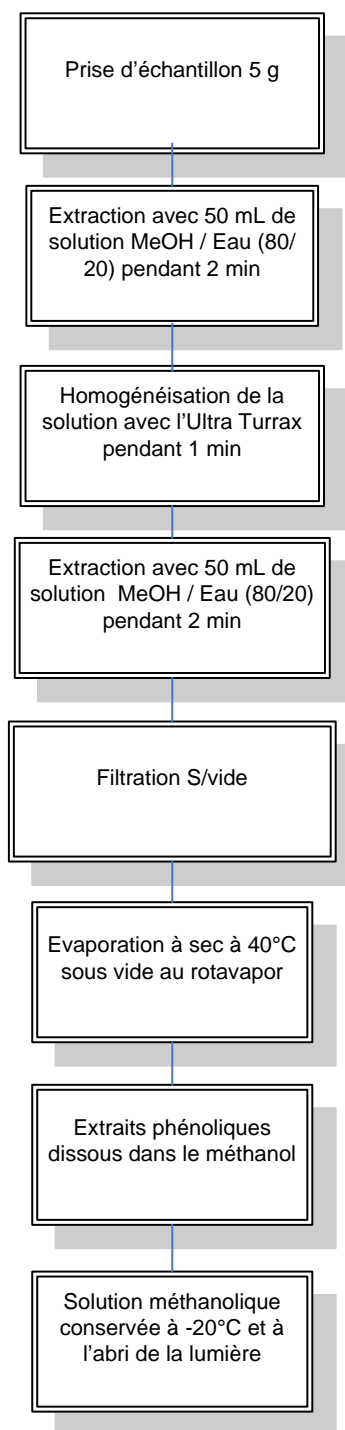 Prise d’échantillon 5 g
Extraction avec 50 mL de
solution MeOH / Eau (80/
20) pendant 2 min
Homogénéisation de la
solution avec l’Ultra Turrax
pendant 1 min
Extraction avec 50 mL de
solution  MeOH / Eau (80/20)
pendant 2 min
Filtration S/vide
Evaporation à sec à 40°C
sous vide au rotavapor
Extraits phénoliques
dissous dans le méthanol
Solution méthanolique
conservée à -20°C et à
l’abri de la lumière